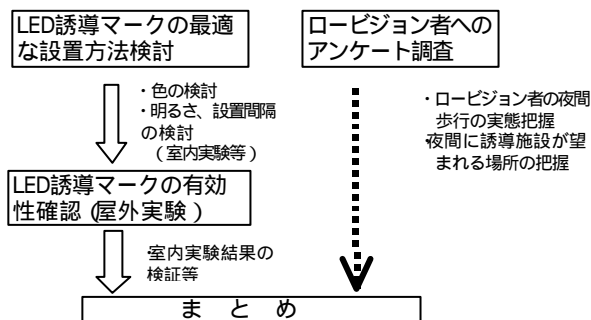 LED誘導マークの最適
な設置方法検討
ロービジョン者への
アンケート調査
・色の検討
・明るさ、設置間隔
の検討
(室内実験等)
・ロービジョン者の夜間
歩行の実態把握
・夜間に誘導施設が望
まれる場所の把握
LED誘導マークの有効
性確認(屋外実験)
・室内実験結果の
検証等
まとめ